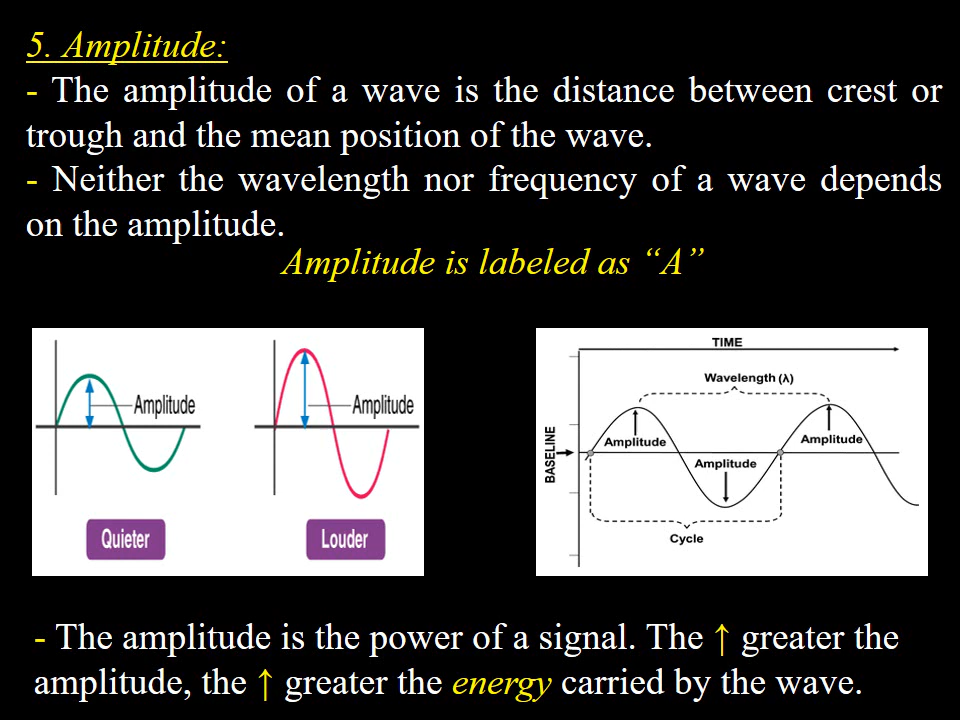 5. Amplitude:
- The amplitude of a wave is the distance between crest or
trough and the mean position of the wave.
- Neither the wavelength nor frequency of a wave depends
on the amplitude.
Amplitude is labeled as “A”
Amplitude
Quieter
Amplitude
Louder
TIME
Wavelength (λ)
BASELINE
Amplitude
Amplitude
Amplitude
Cycle
- The amplitude is the power of a signal. The ↑ greater the
amplitude, the ↑ greater the energy carried by the wave.